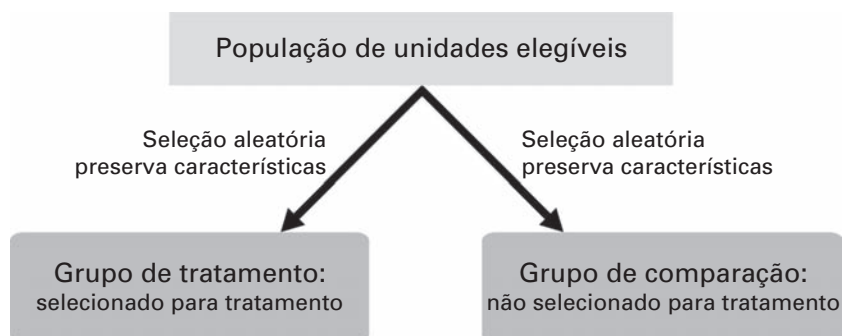 População de unidades elegíveis
Seleção aleatória
preserva características
Seleção aleatória
preserva características
Grupo de tratamento:
selecionado para tratamento
Grupo de comparação:
não selecionado para tratamento